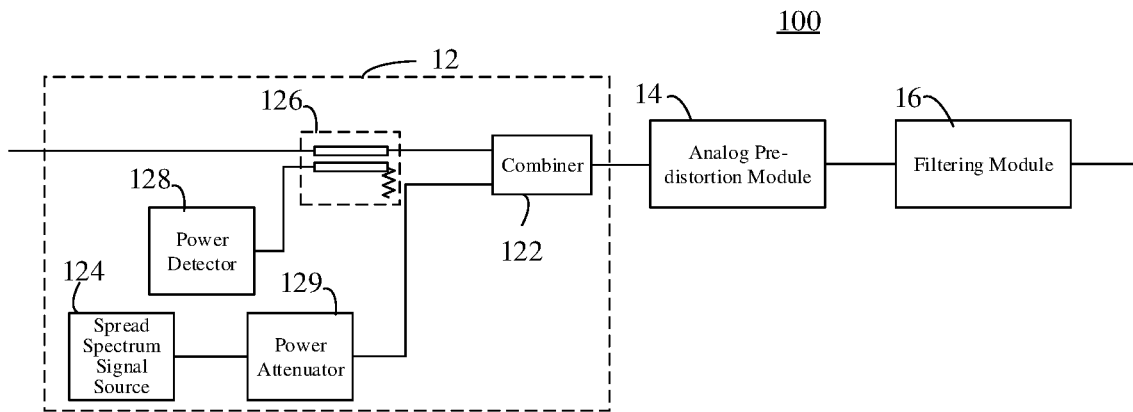 100
12
126
14
16
Combiner
Analog Pre-
distortion Module
Filtering Module
128
122
Power
Detector
124
129
Spread
Spectrum
Signal
Source
Power
Attenuator